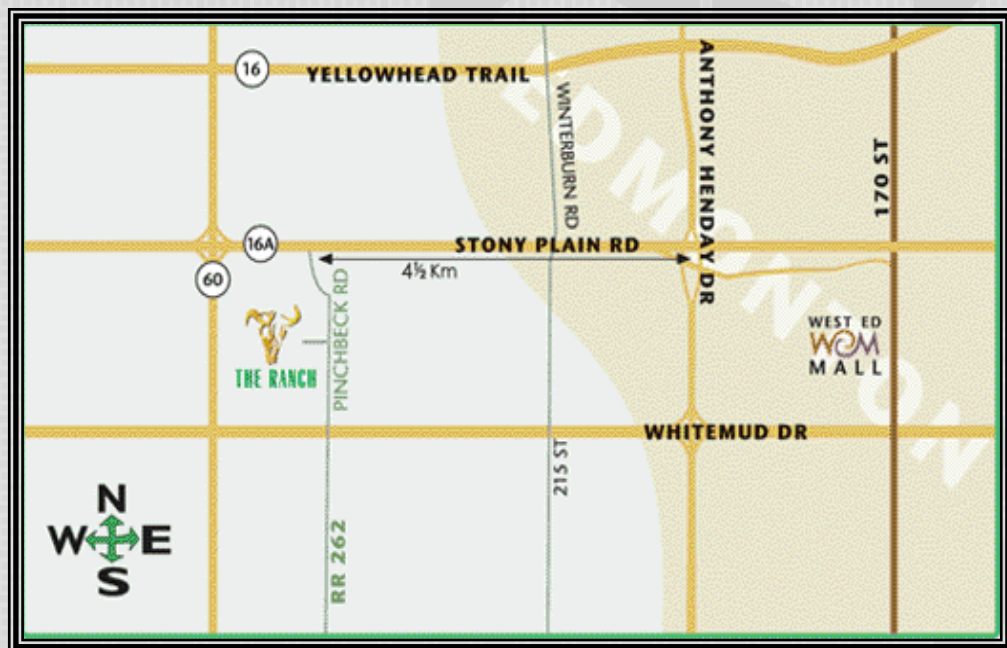 16
YELLOWHEAD TRAIL
EDMONTON
WINTERBURN RD
ANTHONY HENDAY DR
170 ST
16A
STONY PLAIN RD
4½ Km
60
PINCHBECK RD
THE RANCH
WEST ED
WEM
MALL
WHITEMUD DR
215 ST
RR 262
N
W E
S